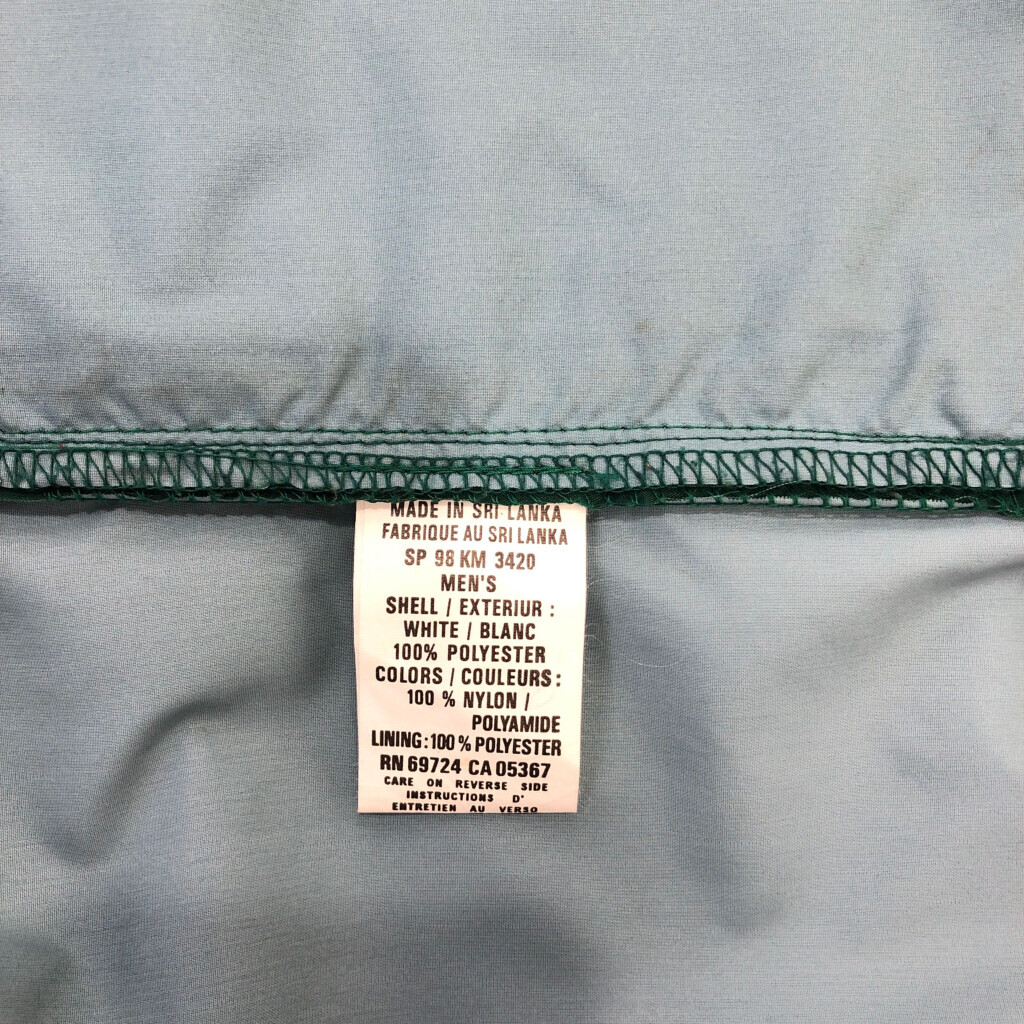 MADE IN SRI LANKA
FABRIQUE AU SRI LANKA
SP 98 KM 3420
MEN'S
SHELL / EXTERIUR :
WHITE / BLANC
100% POLYESTER
COLORS / COULEURS :
100 % NYLON /
POLYAMIDE
LINING : 100 % POLYESTER
RN 69724 CA 05367
CARE ON REVERSE SIDE
INSTRUCTIONS D'
ENTRETIEN AU VERSO